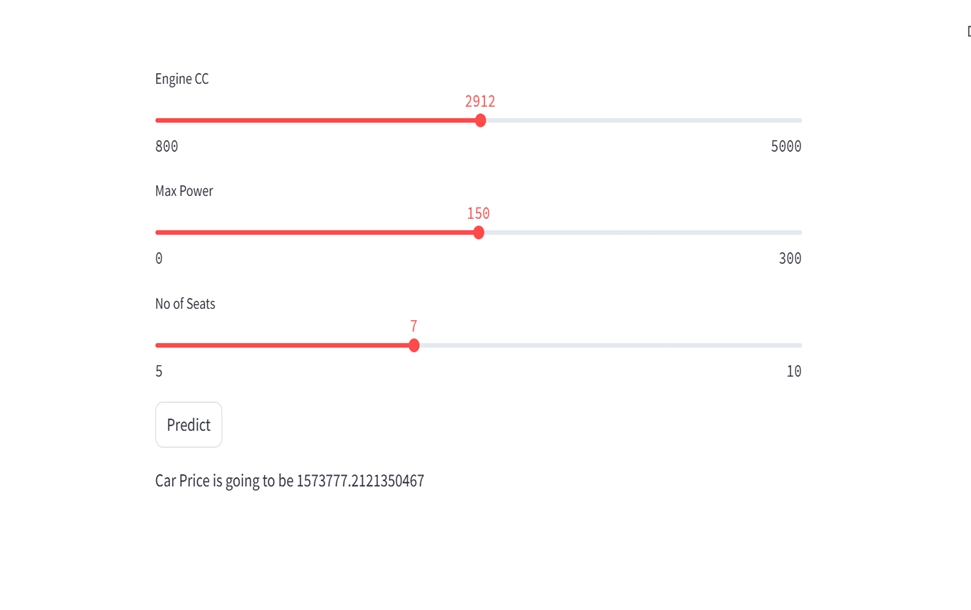 Engine CC
2912
800 5000
Max Power
150
0 300
No of Seats
7
5 10
Predict
Car Price is going to be 1573777.2121350467